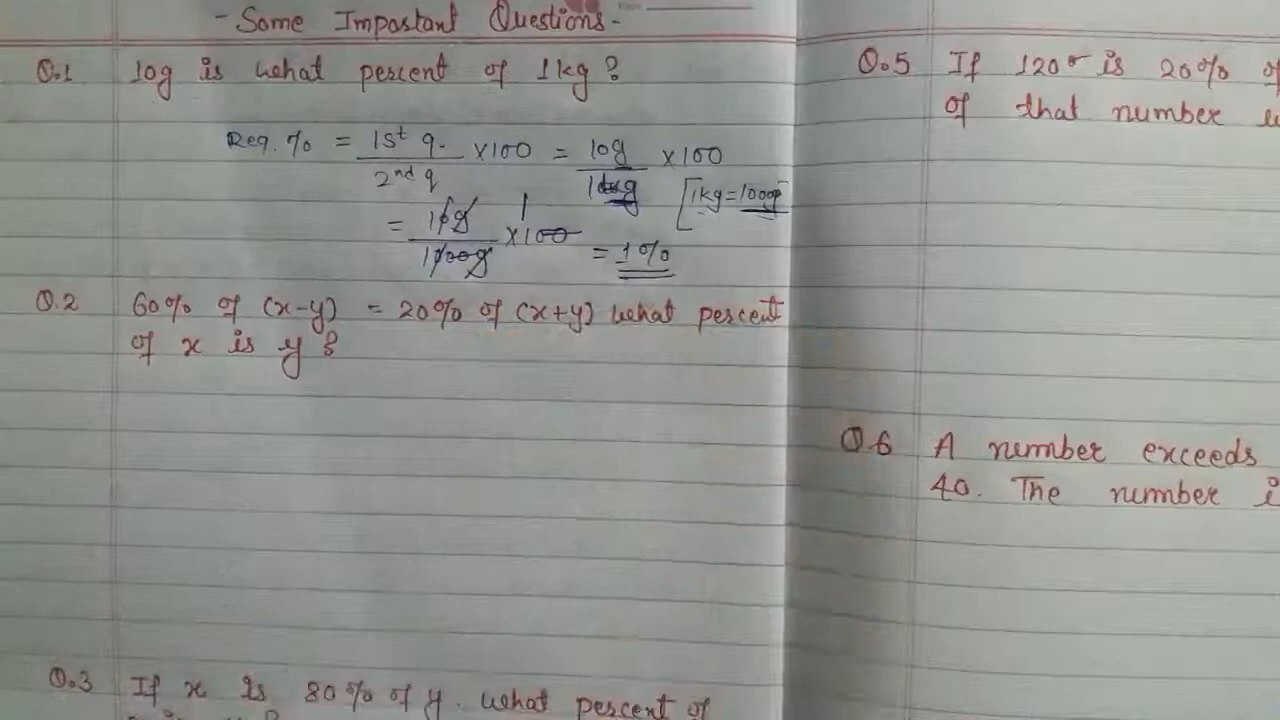 - Some Important Questions -
Q.1 10g is what percent of 1kg ?
Req. % = 1st q. / 2nd q × 100 = 10g / 1kg × 100
[1kg = 1000g]
= 10g / 1000g × 100 1 = 1%
Q.2 60% of (x-y) = 20% of (x+y) what percent
of x is y ?
Q.3 If x is 80% of y. what percent of
Q.5 If 120 is 20% of
of that number
Q.6 A number exceeds
40. The number i